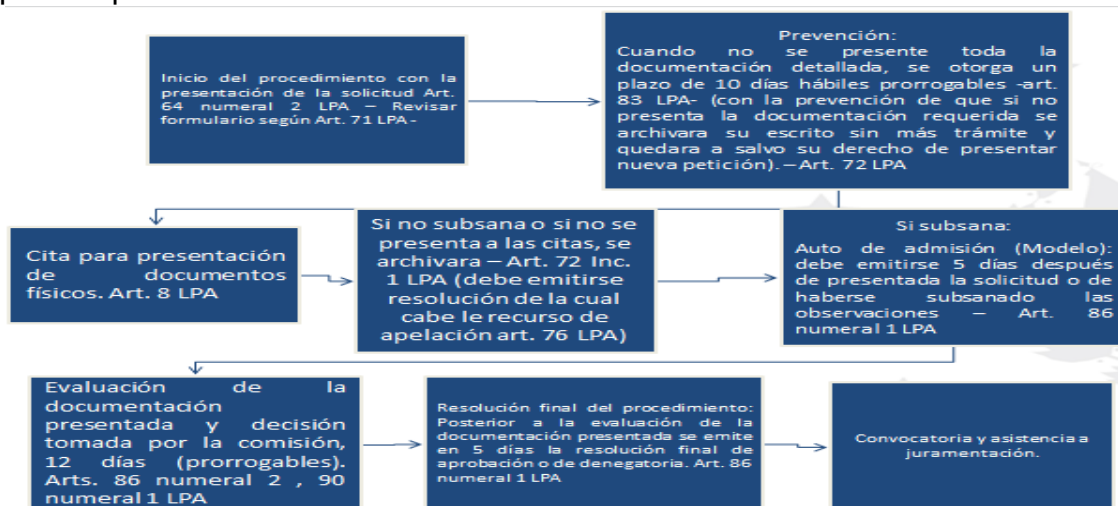 Inicio del procedimiento con la
presentación de la solicitud Art.
64 numeral 2 LPA – Revisar
formulario según Art. 71 LPA-
Prevención:
Cuando no se presente toda la
documentación detallada, se otorga un
plazo de 10 días hábiles prorrogables -art.
83 LPA- (con la prevención de que si no
presenta la documentación requerida se
archivara su escrito sin más trámite y
quedara a salvo su derecho de presentar
nueva petición). – Art. 72 LPA
Cita para presentación
de documentos
físicos. Art. 8 LPA
Si no subsana o si no se
presenta a las citas, se
archivara – Art. 72 Inc.
1 LPA (debe emitirse
resolución de la cual
cabe le recurso de
apelación art. 76 LPA)
Si subsana:
Auto de admisión (Modelo):
debe emitirse 5 días después
de presentada la solicitud o de
haberse subsanado las
observaciones – Art. 86
numeral 1 LPA
Evaluación de la
documentación
presentada y decisión
tomada por la comisión,
12 días (prorrogables).
Arts. 86 numeral 2 , 90
numeral 1 LPA
Resolución final del procedimiento:
Posterior a la evaluación de la
documentación presentada se emite
en 5 días la resolución final de
aprobación o de denegatoria. Art. 86
numeral 1 LPA
Convocatoria y asistencia a
juramentación.